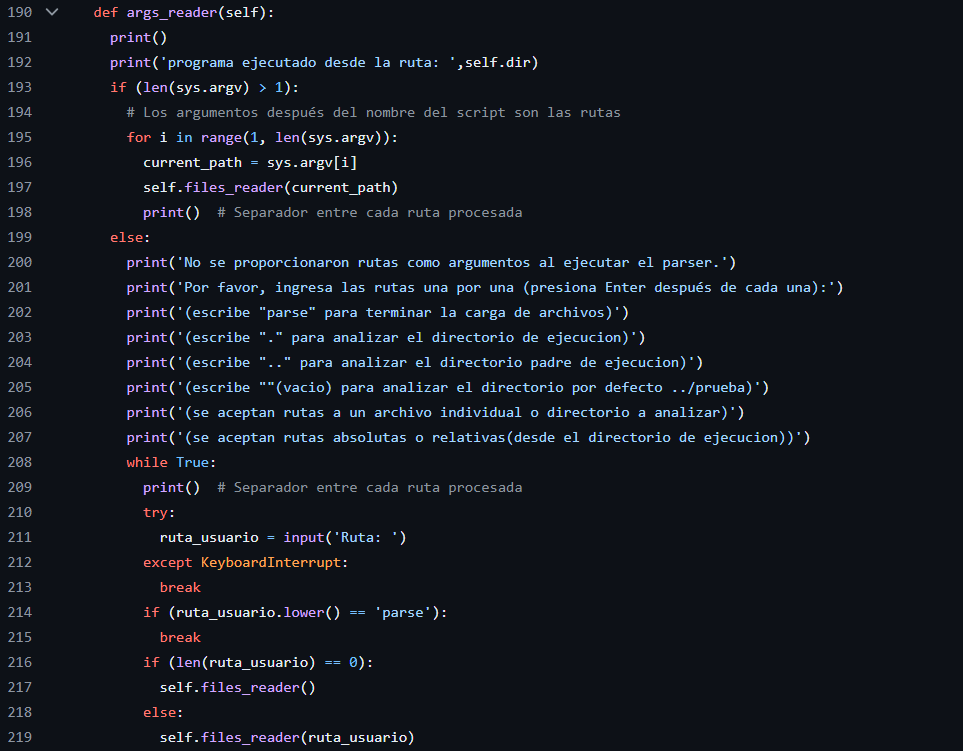 190 def args_reader(self):
191 print()
192 print('programa ejecutado desde la ruta: ',self.dir)
193 if (len(sys.argv) > 1):
194 # Los argumentos después del nombre del script son las rutas
195 for i in range(1, len(sys.argv)):
196 current_path = sys.argv[i]
197 self.files_reader(current_path)
198 print()  # Separador entre cada ruta procesada
199 else:
200 print('No se proporcionaron rutas como argumentos al ejecutar el parser.')
201 print('Por favor, ingresa las rutas una por una (presiona Enter después de cada una):')
202 print('(escribe "parse" para terminar la carga de archivos)')
203 print('(escribe "." para analizar el directorio de ejecucion)')
204 print('(escribe ".." para analizar el directorio padre de ejecucion)')
205 print('(escribe ""(vacio) para analizar el directorio por defecto ../prueba)')
206 print('(se aceptan rutas a un archivo individual o directorio a analizar)')
207 print('(se aceptan rutas absolutas o relativas(desde el directorio de ejecucion))')
208 while True:
209 print()  # Separador entre cada ruta procesada
210 try:
211 ruta_usuario = input('Ruta: ')
212 except KeyboardInterrupt:
213 break
214 if (ruta_usuario.lower() == 'parse'):
215 break
216 if (len(ruta_usuario) == 0):
217 self.files_reader()
218 else:
219 self.files_reader(ruta_usuario)